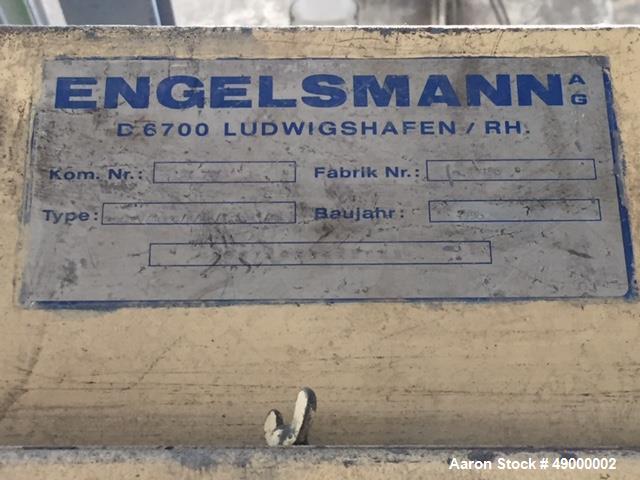 ENGELSMANN AG
D 6700 LUDWIGSHAFEN / RH.
Kom. Nr.: Fabrik Nr.:
Type: Baujahr:
Aaron Stock # 49000002